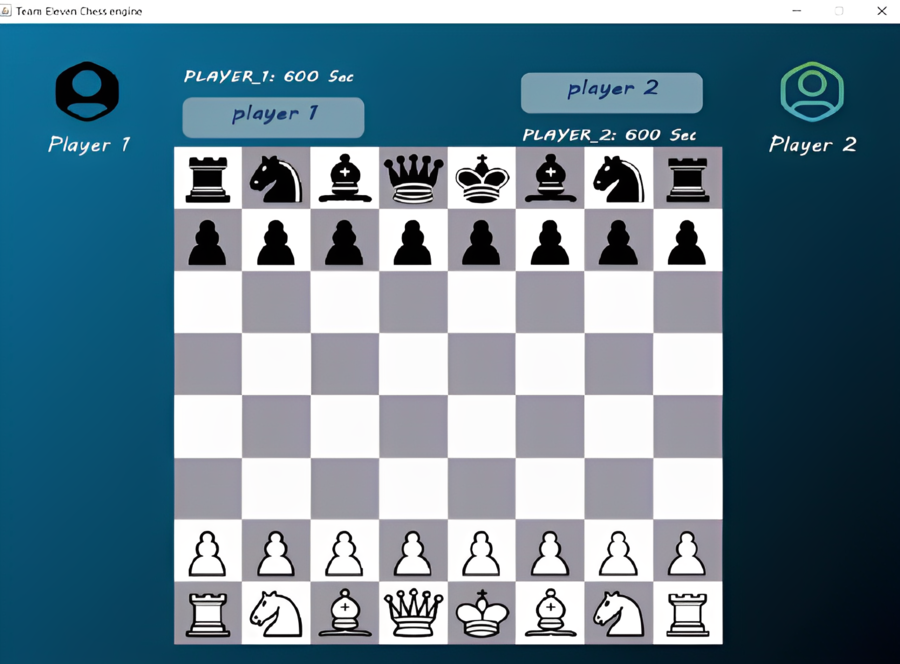 Team Eleven Chess engine
PLAYER_1: 600 Sec
player 1
player 2
PLAYER_2: 600 Sec
Player 1
Player 2